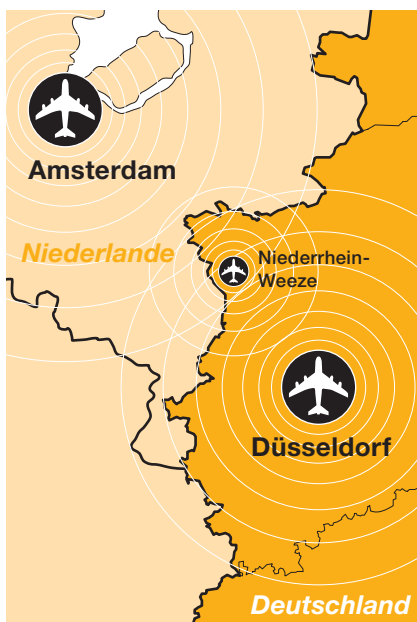 Amsterdam
Niederlande
Niederrhein-
Weeze
Düsseldorf
Deutschland